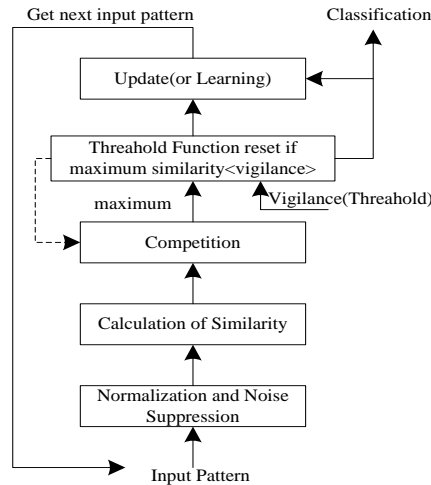 Get next input pattern
Classification
Update(or Learning)
Threahold Function reset if
maximum similarity<vigilance>
maximum
Vigilance(Threahold)
Competition
Calculation of Similarity
Normalization and Noise
Suppression
Input Pattern